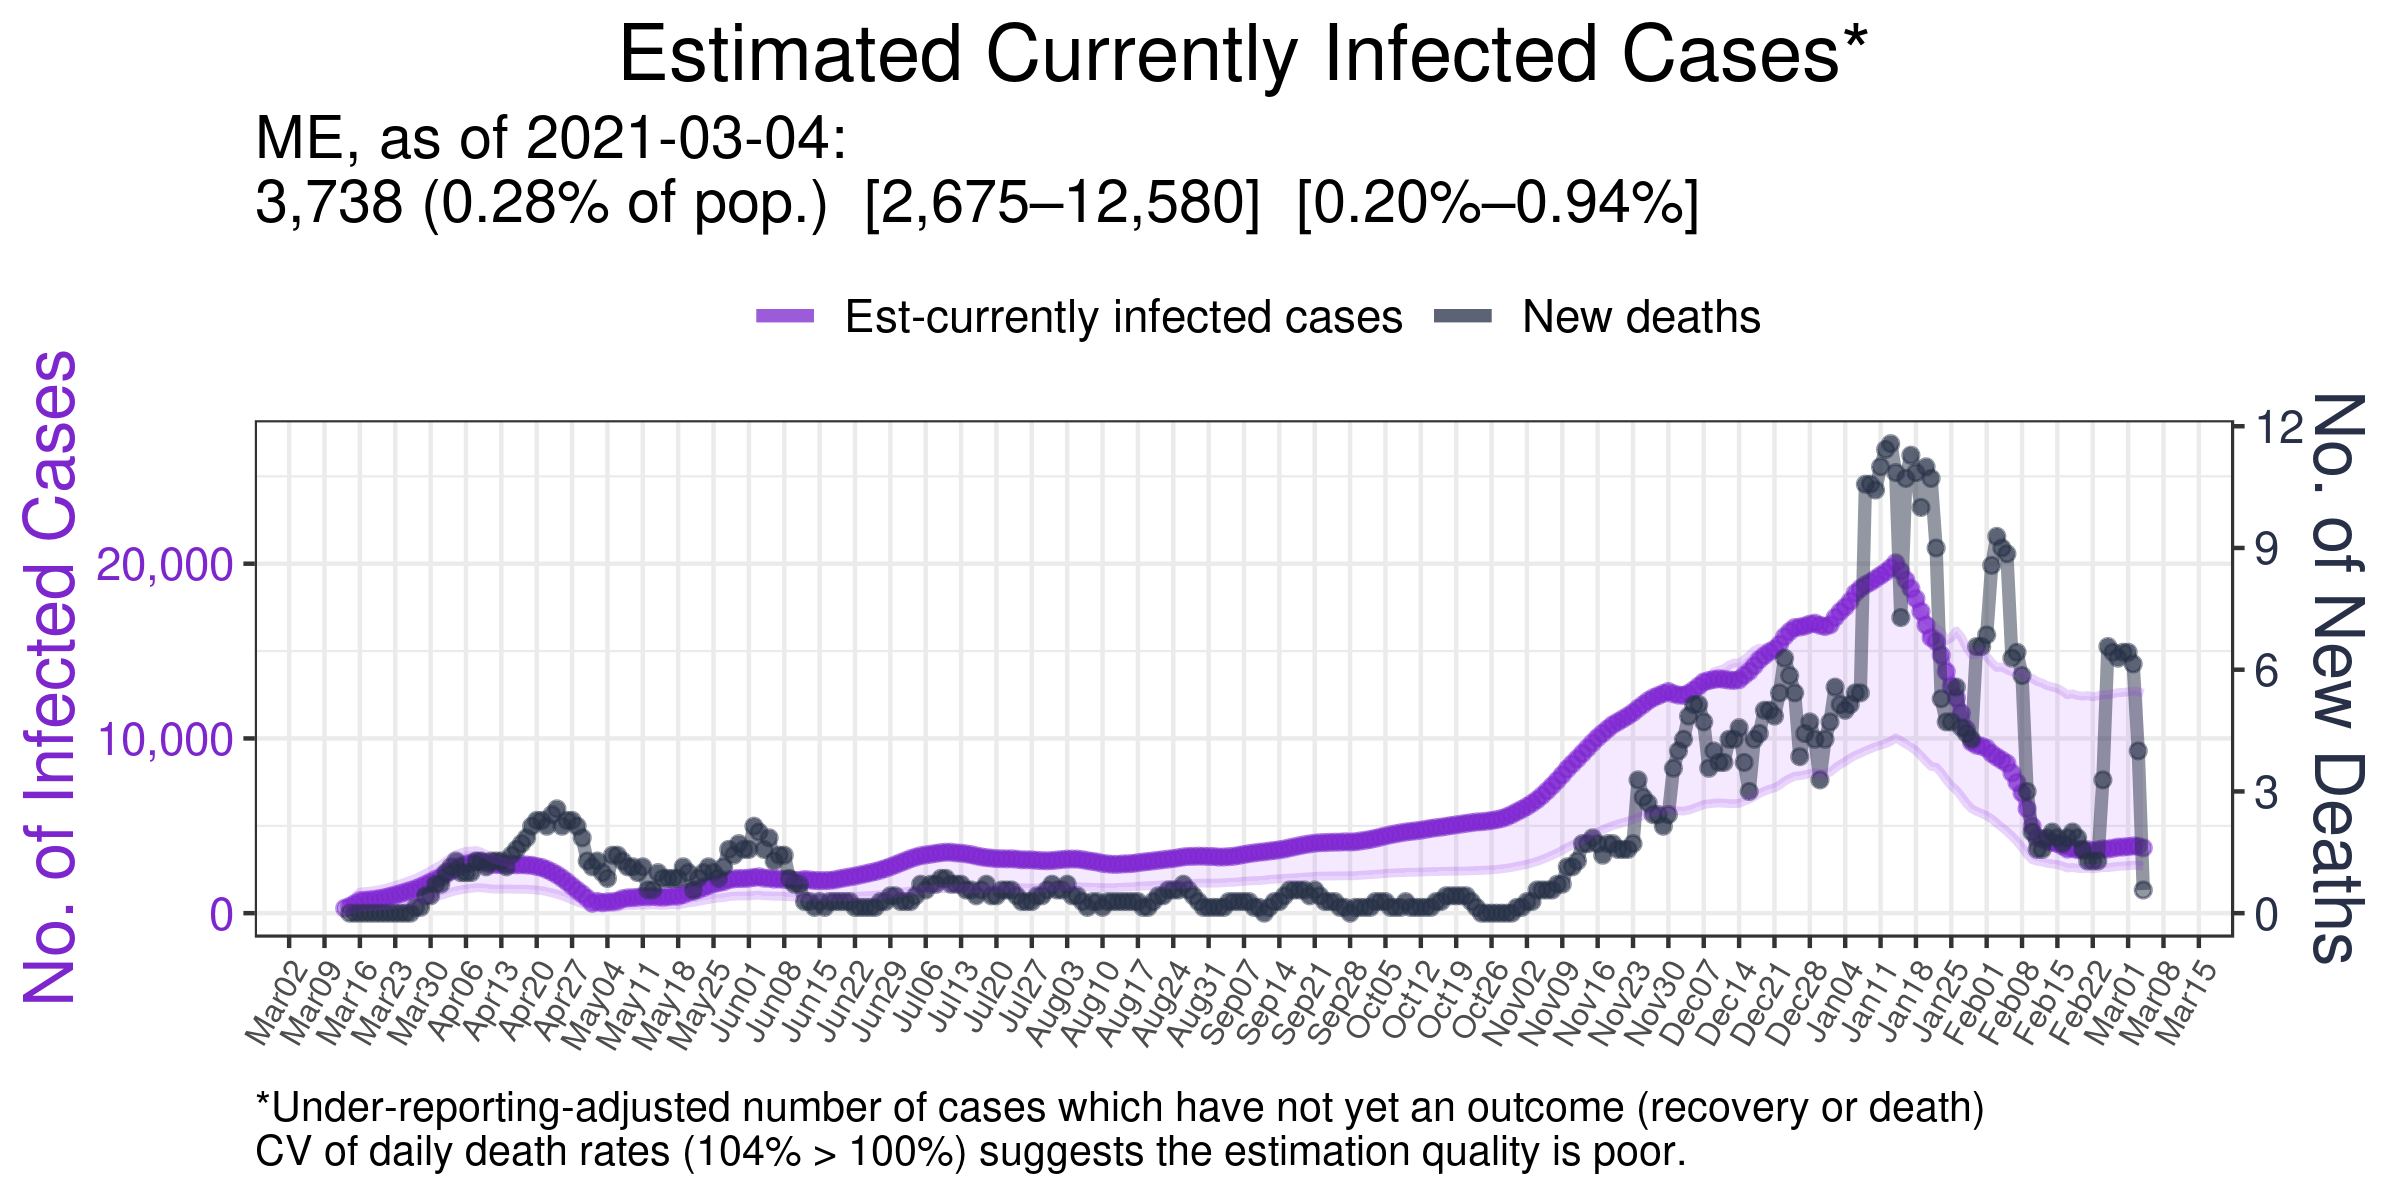 Estimated Currently Infected Cases*
ME, as of 2021-03-04:
3,738 (0.28% of pop.) [2,675–12,580] [0.20%–0.94%]
Est-currently infected cases
New deaths
No. of Infected Cases
20,000
10,000
0
12
9
6
3
0
No. of New Deaths
Mar02
Mar09
Mar16
Mar23
Mar30
Apr06
Apr13
Apr20
Apr27
May04
May11
May18
May25
Jun01
Jun08
Jun15
Jun22
Jun29
Jul06
Jul13
Jul20
Jul27
Aug03
Aug10
Aug17
Aug24
Aug31
Sep07
Sep14
Sep21
Sep28
Oct05
Oct12
Oct19
Oct26
Nov02
Nov09
Nov16
Nov23
Nov30
Dec07
Dec14
Dec21
Dec28
Jan04
Jan11
Jan18
Jan25
Feb01
Feb08
Feb15
Feb22
Mar01
Mar08
Mar15
*Under-reporting-adjusted number of cases which have not yet an outcome (recovery or death)
CV of daily death rates (104% > 100%) suggests the estimation quality is poor.